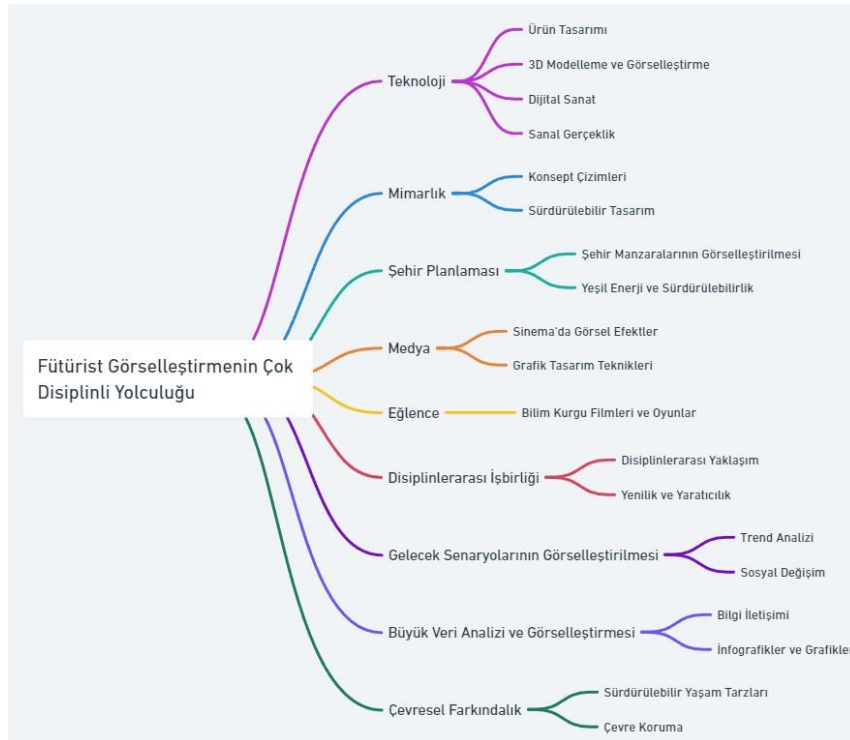 Fütürist Görselleştirmenin Çok
Disiplinli Yolculuğu
Teknoloji
Ürün Tasarımı
3D Modelleme ve Görselleştirme
Dijital Sanat
Sanal Gerçeklik
Mimarlık
Konsept Çizimleri
Sürdürülebilir Tasarım
Şehir Planlaması
Şehir Manzaralarının Görselleştirilmesi
Yeşil Enerji ve Sürdürülebilirlik
Medya
Sinema'da Görsel Efektler
Grafik Tasarım Teknikleri
Eğlence
Bilim Kurgu Filmleri ve Oyunlar
Disiplinlerarası İşbirliği
Disiplinlerarası Yaklaşım
Yenilik ve Yaratıcılık
Gelecek Senaryolarının Görselleştirilmesi
Trend Analizi
Sosyal Değişim
Büyük Veri Analizi ve Görselleştirmesi
Bilgi İletişimi
İnfografikler ve Grafikler
Çevresel Farkındalık
Sürdürülebilir Yaşam Tarzları
Çevre Koruma